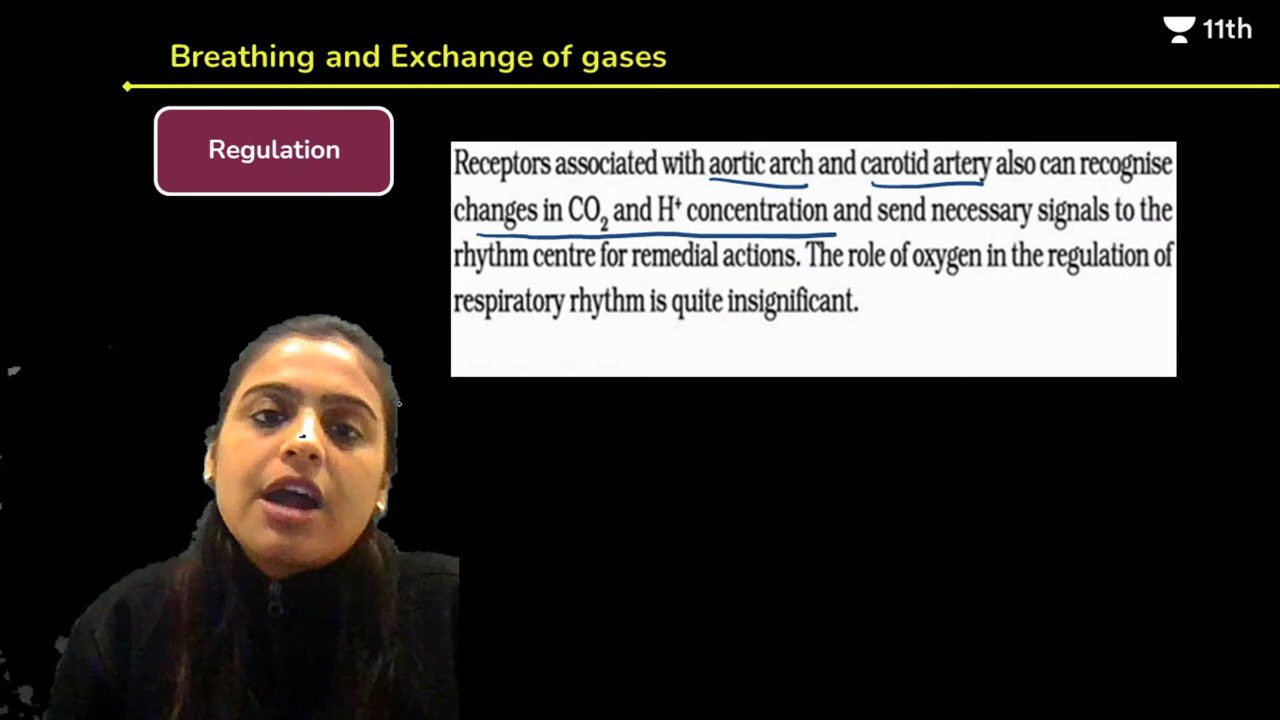 11th
Breathing and Exchange of gases
Regulation
Receptors associated with aortic arch and carotid artery also can recognise
changes in CO₂ and H⁺ concentration and send necessary signals to the
rhythm centre for remedial actions. The role of oxygen in the regulation of
respiratory rhythm is quite insignificant.